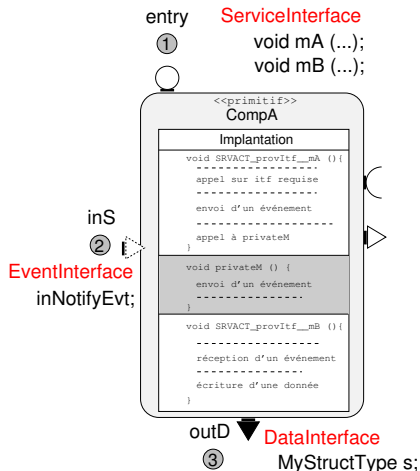 entry
ServiceInterface
1
void mA (...);
void mB (...);
<<primitif>>
CompA
Implantation
void SRVACT_provItf__mA (){
appel sur itf requise
envoi d'un événement
appel à privateM
}
inS
2
EventInterface
inNotifyEvt;
void privateM () {
envoi d'un événement
}
void SRVACT_provItf__mB (){
réception d'un événement
écriture d'une donnée
}
outD
DataInterface
3
MyStructType s;